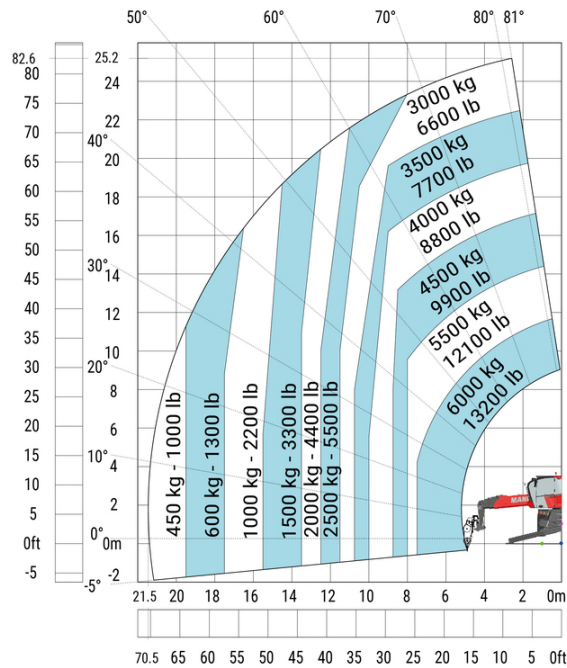 50° 60° 70° 80° 81°
82.6 25.2
80 24
75
70 22
40°
65 20
60 18
55
16
50
30°
45 14
40 12
35
20° 10
30
25 8
20 6
15 10° 4
10
2
5
0ft 0° 0m
-5 -5° -2
3000 kg
6600 lb
3500 kg
7700 lb
4000 kg
8800 lb
4500 kg
9900 lb
5500 kg
12100 lb
6000 kg
13200 lb
450 kg - 1000 lb
600 kg - 1300 lb
1000 kg - 2200 lb
1500 kg - 3300 lb
2000 kg - 4400 lb
2500 kg - 5500 lb
21.5 20 18 16 14 12 10 8 6 4 2 0m
70.5 65 60 55 50 45 40 35 30 25 20 15 10 5 0ft